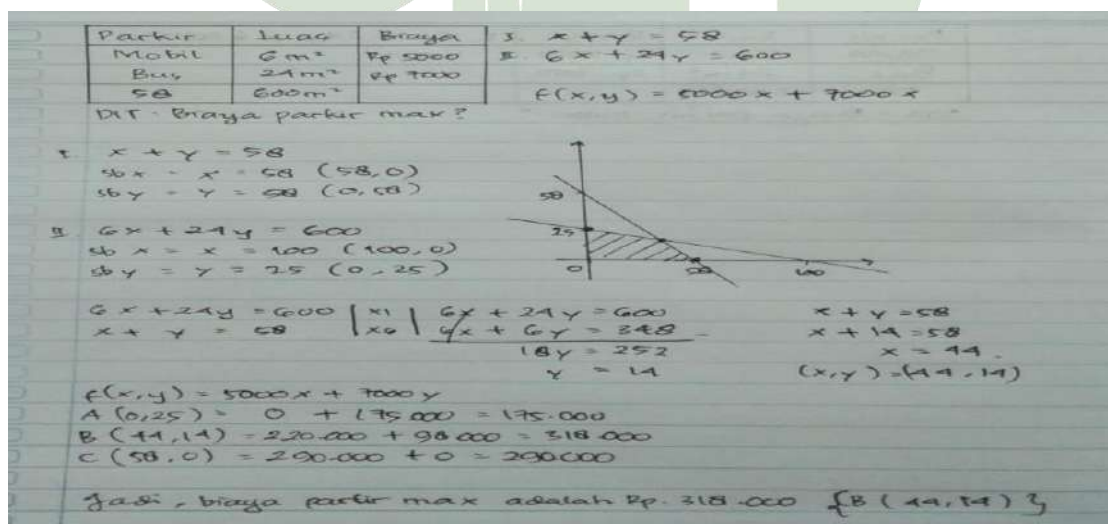 Parkir Luas Biaya
Mobil 6 m² Rp 5000
Bus 24 m² Rp 7000
58 600 m²
I. x + y = 58
II. 6x + 24y = 600
f(x,y) = 5000x + 7000x
DIT. Biaya parkir max?
I. x + y = 58
sb x = x = 58 (58,0)
sb y = y = 58 (0,58)
II 6x + 24y = 600
sb x = x = 100 (100,0)
sb y = y = 25 (0,25)
58
25
0 58 100
6x + 24y = 600 |x1| 6x + 24y = 600
x + y = 58 |x6| 6x + 6y = 348 -
18y = 252
y = 14
x + y = 58
x + 14 = 58
x = 44.
(x,y) = (44,14)
f(x,y) = 5000x + 7000y
A (0,25) = 0 + 175.000 = 175.000
B (44,14) = 220.000 + 98.000 = 318.000
C (58,0) = 290.000 + 0 = 290.000
Jadi, biaya parkir max adalah Rp. 318.000 {B (44,14)}